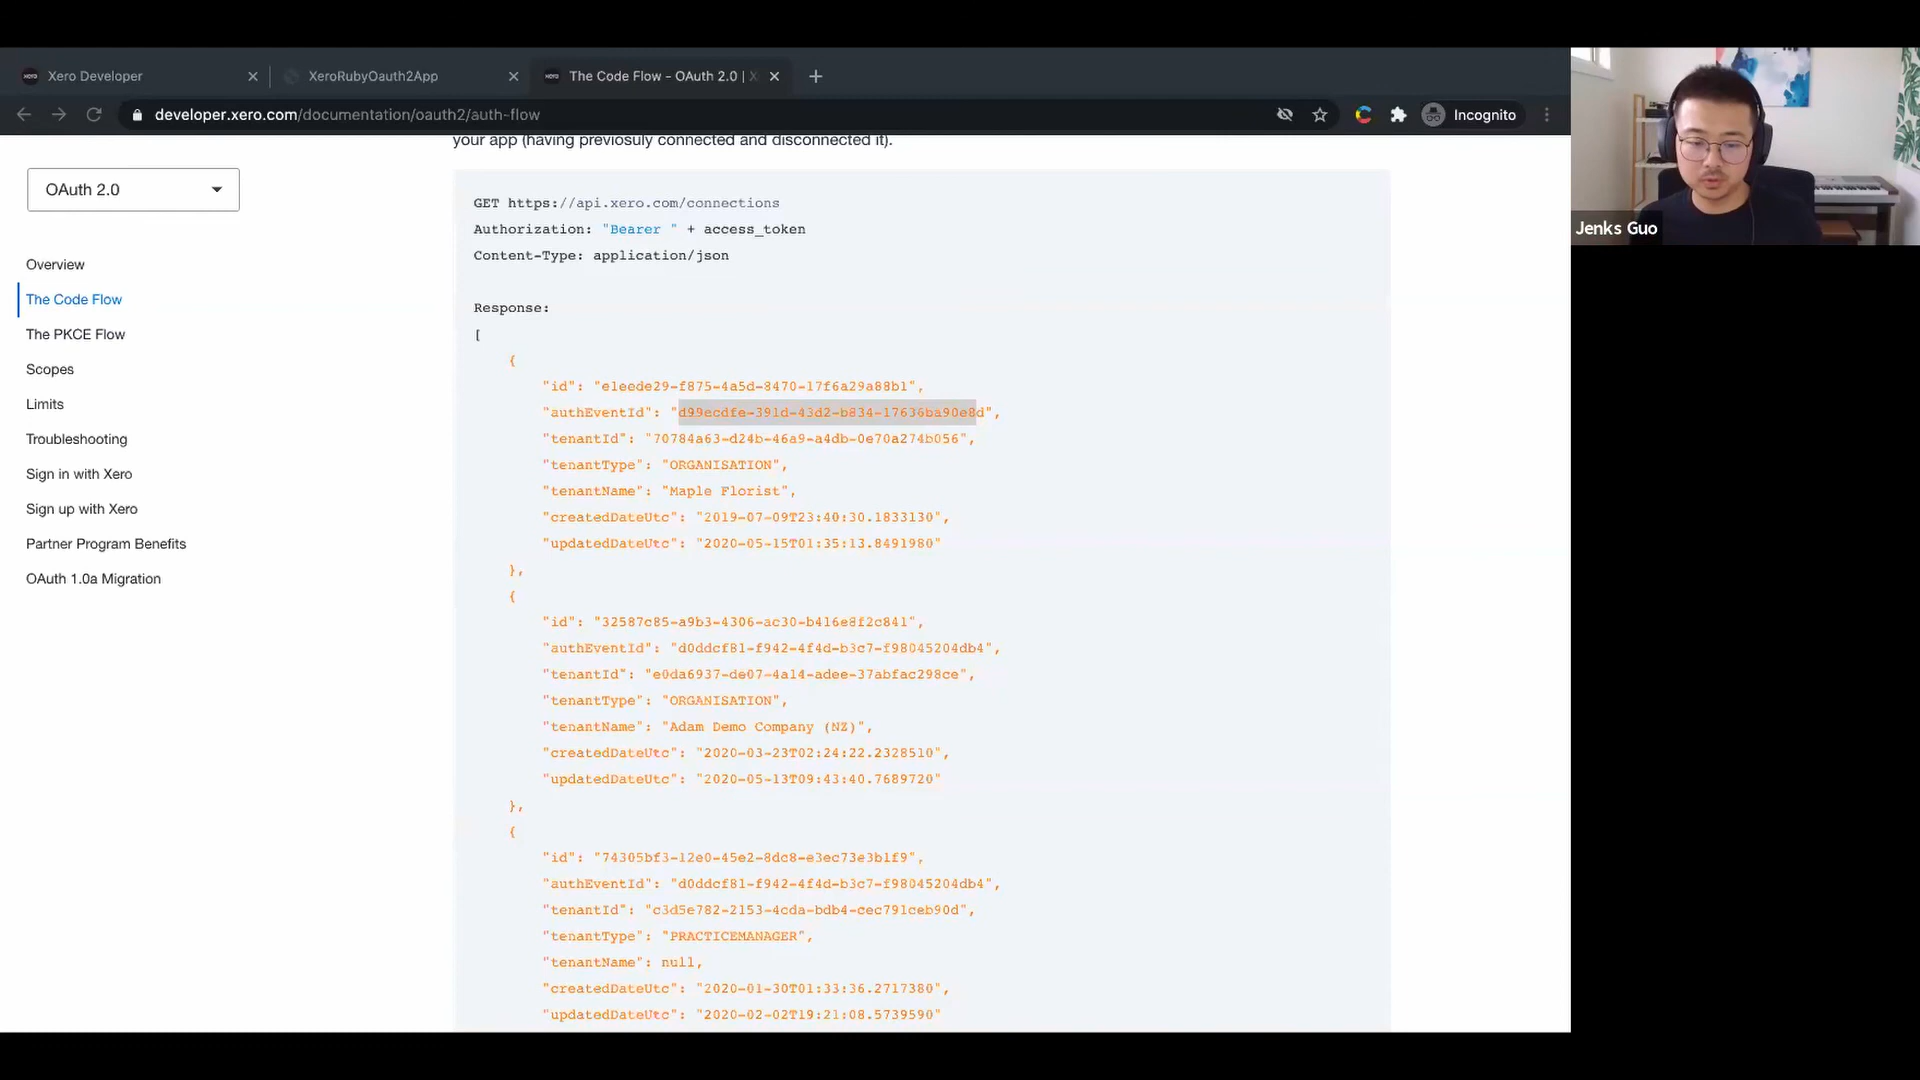 Xero Developer
XeroRubyOauth2App
The Code Flow - OAuth 2.0 | X
developer.xero.com/documentation/oauth2/auth-flow
Incognito
your app (having previosuly connected and disconnected it).
OAuth 2.0
Overview
The Code Flow
The PKCE Flow
Scopes
Limits
Troubleshooting
Sign in with Xero
Sign up with Xero
Partner Program Benefits
OAuth 1.0a Migration
GET https://api.xero.com/connections
Authorization: "Bearer " + access_token
Content-Type: application/json
Response:
[
{
"id": "e1eede29-f875-4a5d-8470-17f6a29a88b1",
"authEventId": "d99ecdfe-391d-43d2-b834-17636ba90e8d",
"tenantId": "70784a63-d24b-46a9-a4db-0e70a274b056",
"tenantType": "ORGANISATION",
"tenantName": "Maple Florist",
"createdDateUtc": "2019-07-09T23:40:30.1833130",
"updatedDateUtc": "2020-05-15T01:35:13.8491980"
},
{
"id": "32587c85-a9b3-4306-ac30-b416e8f2c841",
"authEventId": "d0ddcf81-f942-4f4d-b3c7-f98045204db4",
"tenantId": "e0da6937-de07-4a14-adee-37abfac298ce",
"tenantType": "ORGANISATION",
"tenantName": "Adam Demo Company (NZ)",
"createdDateUtc": "2020-03-23T02:24:22.2328510",
"updatedDateUtc": "2020-05-13T09:43:40.7689720"
},
{
"id": "74305bf3-12e0-45e2-8dc8-e3ec73e3b1f9",
"authEventId": "d0ddcf81-f942-4f4d-b3c7-f98045204db4",
"tenantId": "c3d5e782-2153-4cda-bdb4-cec791ceb90d",
"tenantType": "PRACTICEMANAGER",
"tenantName": null,
"createdDateUtc": "2020-01-30T01:33:36.2717380",
"updatedDateUtc": "2020-02-02T19:21:08.5739590"
Jenks Guo